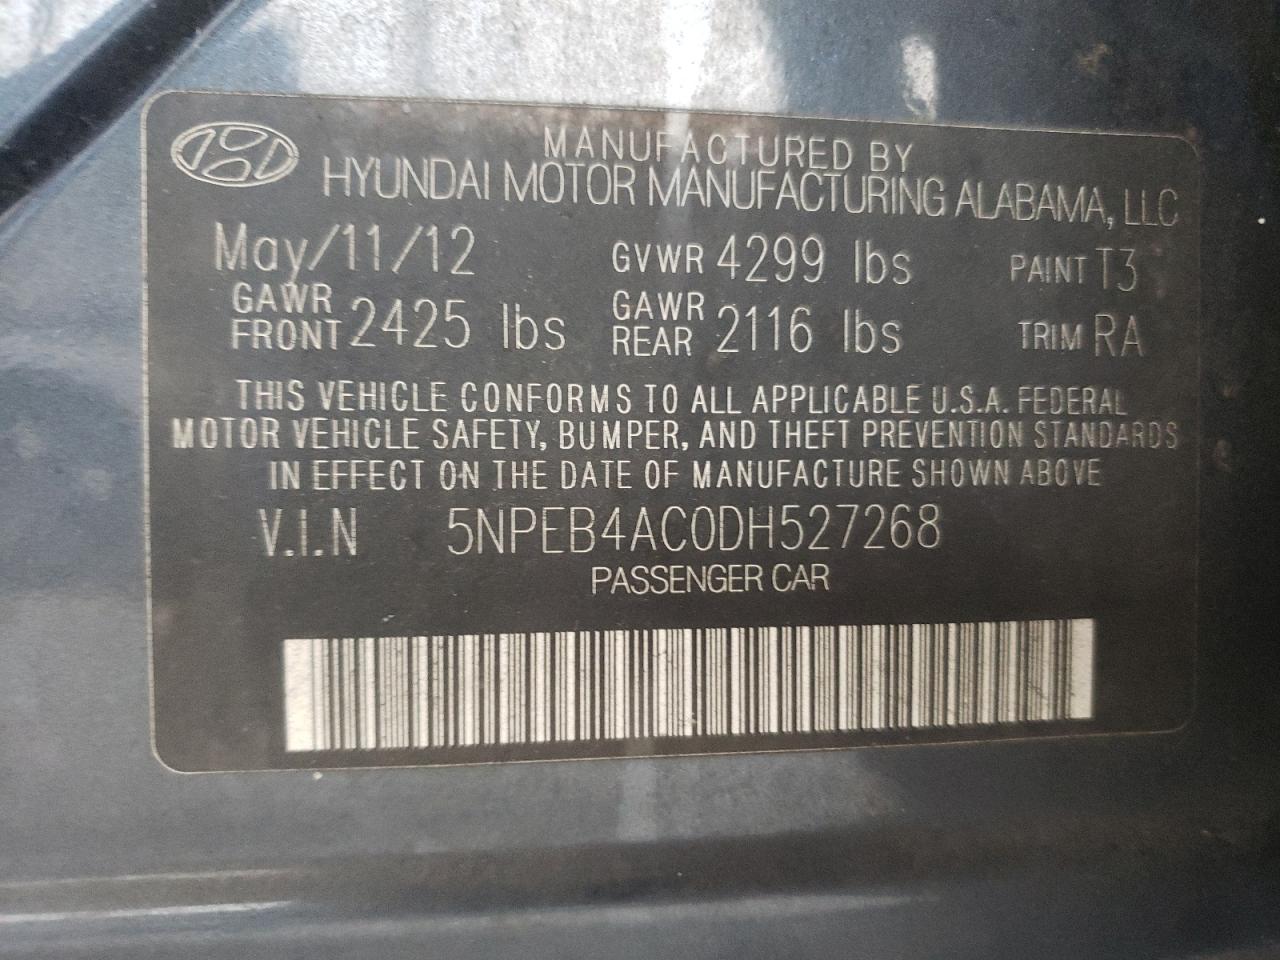 MANUFACTURED BY
HYUNDAI MOTOR MANUFACTURING ALABAMA, LLC
May/11/12 GVWR 4299 lbs PAINT T3
GAWR FRONT 2425 lbs GAWR REAR 2116 lbs TRIM RA
THIS VEHICLE CONFORMS TO ALL APPLICABLE U.S.A. FEDERAL
MOTOR VEHICLE SAFETY, BUMPER, AND THEFT PREVENTION STANDARDS
IN EFFECT ON THE DATE OF MANUFACTURE SHOWN ABOVE
V.I.N 5NPEB4AC0DH527268
PASSENGER CAR